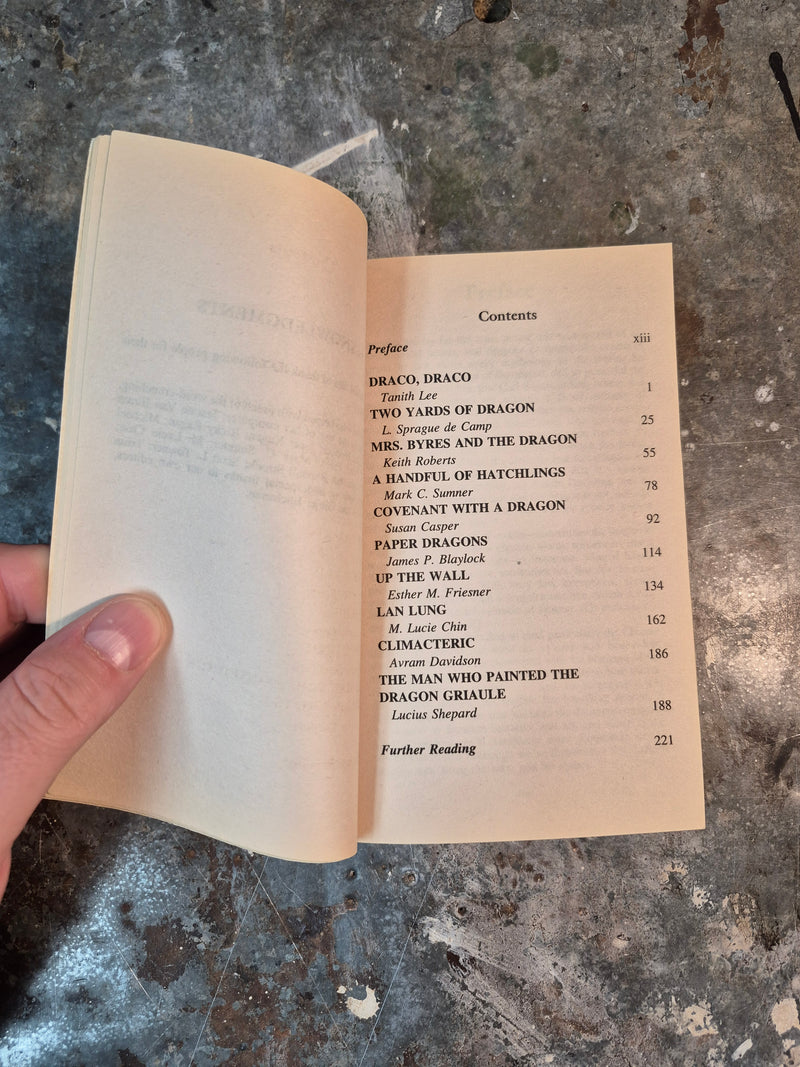 Contents
Preface xiii
DRACO, DRACO
Tanith Lee 1
TWO YARDS OF DRAGON
L. Sprague de Camp 25
MRS. BYRES AND THE DRAGON
Keith Roberts 55
A HANDFUL OF HATCHLINGS
Mark C. Sumner 78
COVENANT WITH A DRAGON
Susan Casper 92
PAPER DRAGONS
James P. Blaylock 114
UP THE WALL
Esther M. Friesner 134
LAN LUNG
M. Lucie Chin 162
CLIMACTERIC
Avram Davidson 186
THE MAN WHO PAINTED THE
DRAGON GRIAULE
Lucius Shepard 188
Further Reading 221